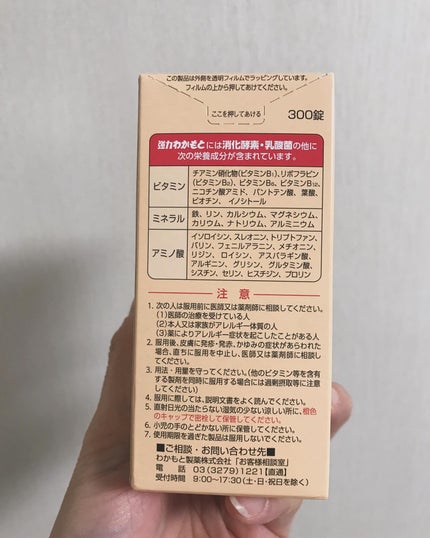 この製品は外側を透明フィルムでラッピングしています。
フィルムの上から押してあけてください。
ここを押してあける
300錠
強力わかもとには消化酵素・乳酸菌の他に
次の栄養成分が含まれています。
ビタミン
チアミン硝化物(ビタミンB₁)、リボフラビン
(ビタミンB₂)、ビタミンB₆、ビタミンB₁₂、
ニコチン酸アミド、パントテン酸、葉酸、
ビオチン、イノシトール
ミネラル
鉄、リン、カルシウム、マグネシウム、
カリウム、ナトリウム、アルミニウム
アミノ酸
イソロイシン、スレオニン、トリプトファン、
バリン、フェニルアラニン、メチオニン、
リジン、ロイシン、アスパラギン酸、
アルギニン、グリシン、グルタミン酸、
シスチン、セリン、ヒスチジン、プロリン
注意
1. 次の人は服用前に医師又は薬剤師に相談してください。
(1)医師の治療を受けている人
(2)本人又は家族がアレルギー体質の人
(3)薬によりアレルギー症状を起こしたことがある人
2. 服用後、皮膚に発疹・発赤、かゆみの症状があらわれた
場合、直ちに服用を中止し、医師又は薬剤師に相談し
てください。
3. 用法・用量を守ってください。(他のビタミン等を含有
する製剤を同時に服用する場合には過剰摂取等に注意
してください)
4. 服用に際しては、説明文書をよく読んでください。
5. 直射日光の当たらない湿気の少ない涼しい所に、橙色
のキャップで密栓して保管してください。
6. 小児の手のとどかない所に保管してください。
7. 使用期限を過ぎた製品は服用しないでください。
■ご相談・お問い合わせ先■
わかもと製薬株式会社「お客様相談室」
電話 03(3279)1221【直通】
受付時間 9:00〜17:30(土・日・祝日を除く)